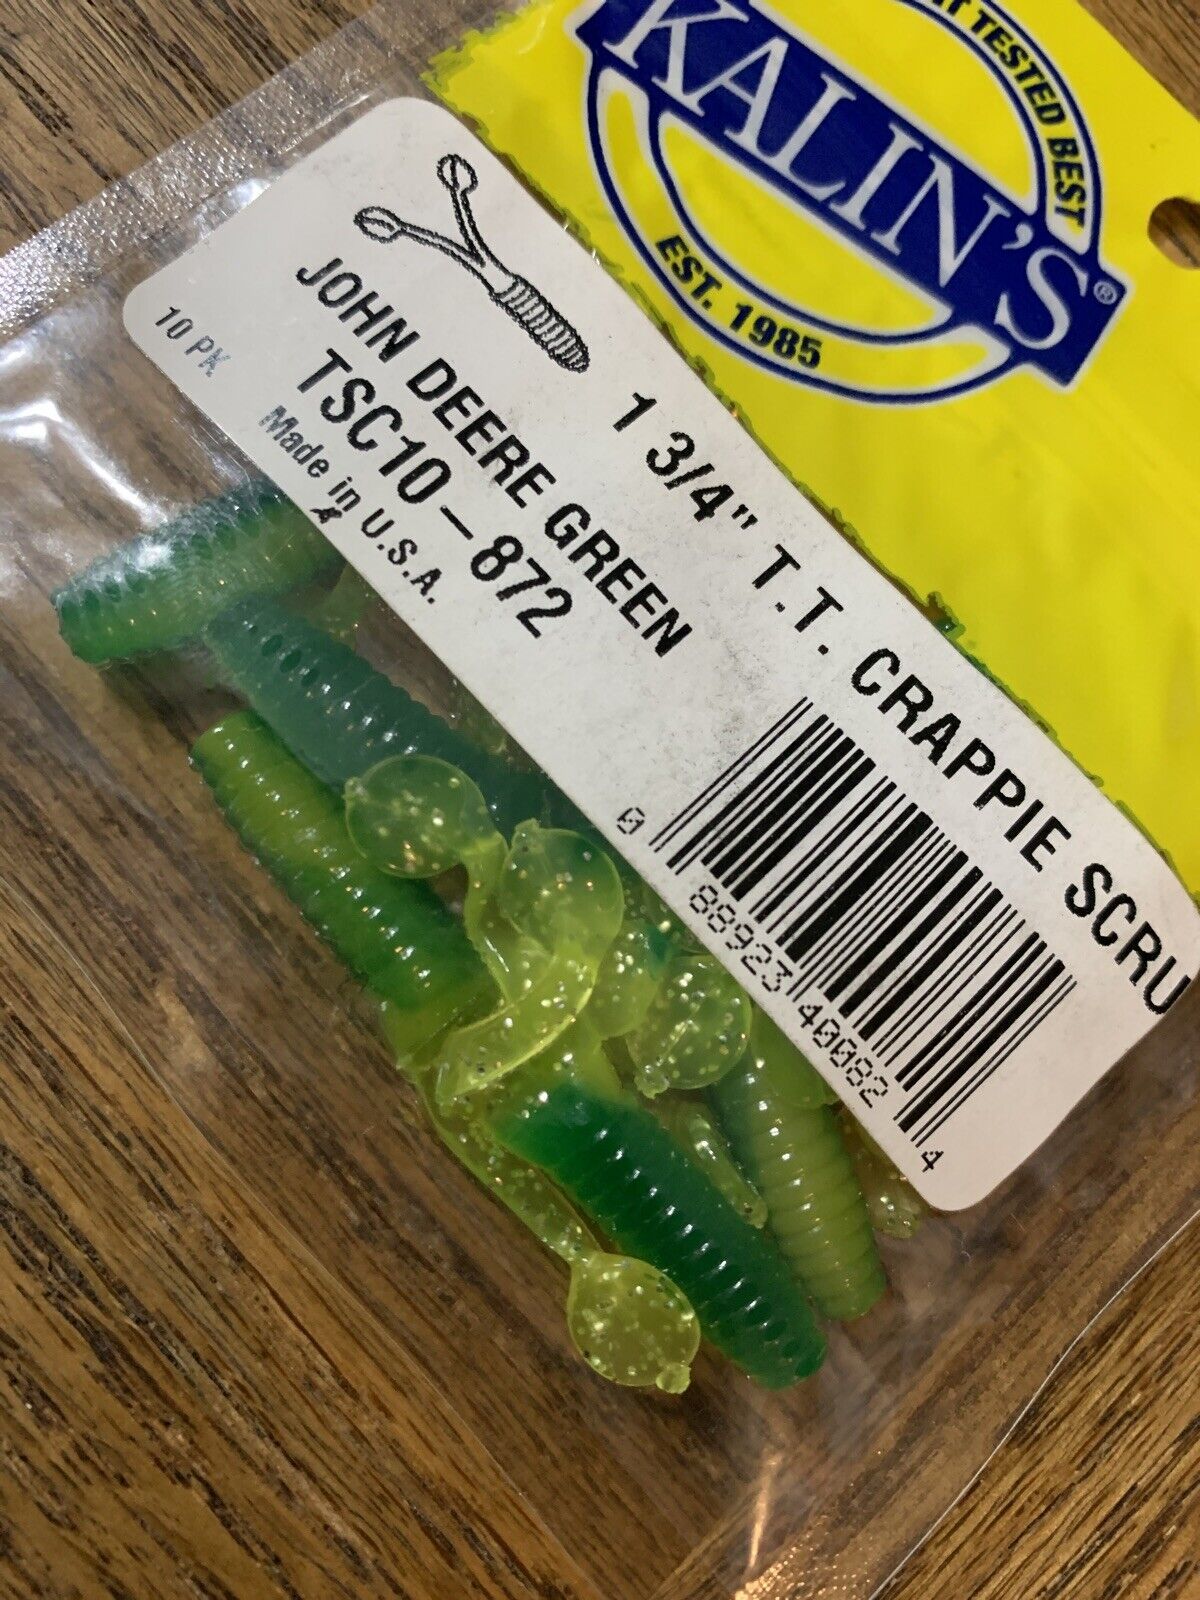 TESTED BEST
KALIN'S®
EST. 1985
1 3/4" T.T. CRAPPIE SCRU
JOHN DEERE GREEN
TSC10-872
10 PK
Made in U.S.A.
0 88923 40082 4